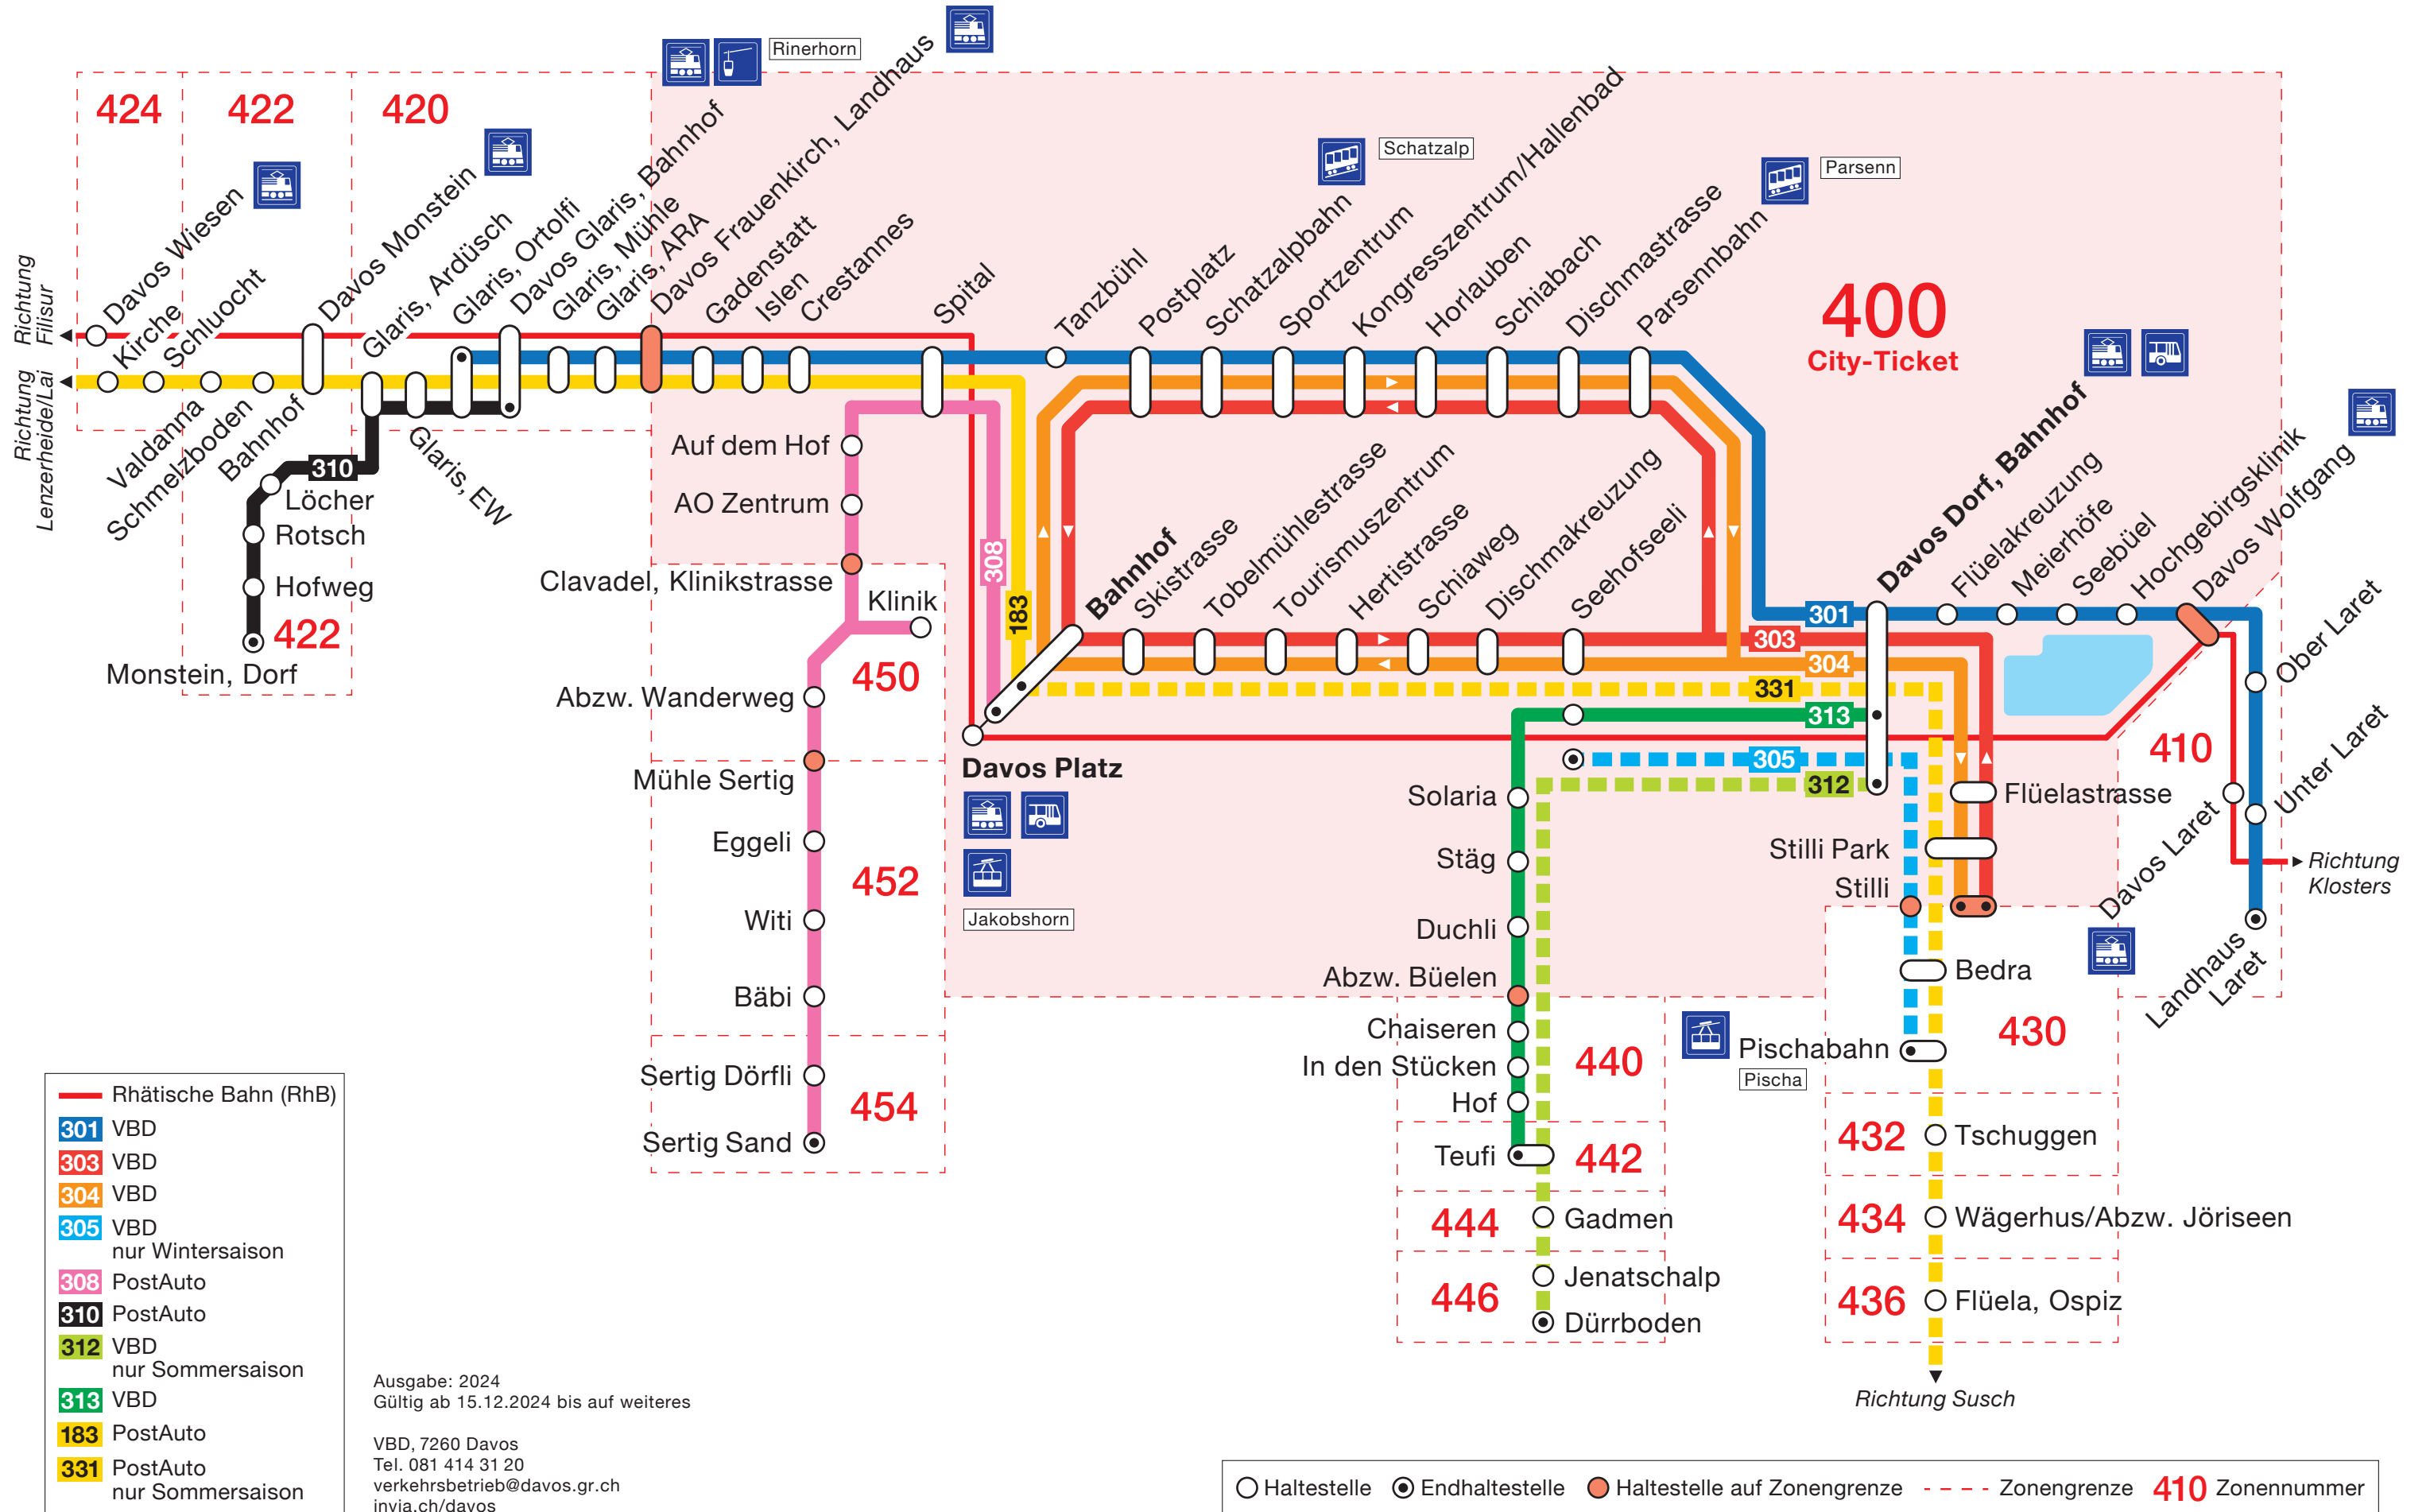 Rinerhorn
424
422
420
Davos Wiesen
Kirche
Schluocht
Valdanna
Schmelzboden
Bahnhof
Davos Monstein
Glaris, Ardüsch
Glaris, EW
Glaris, Ortolfi
Davos Glaris, Bahnhof
Glaris, Mühle
Glaris, ARA
Davos Frauenkirch, Landhaus
Gadenstatt
Islen
Crestannes
Spital
Tanzbühl
Postplatz
Schatzalpbahn
Schatzalp
Sportzentrum
Kongresszentrum/Hallenbad
Horlauben
Schiabach
Dischmastrasse
Parsennbahn
Parsenn
400
City-Ticket
Richtung
Filisur
Richtung
Lenzerheide/Lai
310
Löcher
Rotsch
Hofweg
422
Monstein, Dorf
Auf dem Hof
AO Zentrum
Clavadel, Klinikstrasse
Klinik
450
Abzw. Wanderweg
Mühle Sertig
Eggeli
452
Witi
Bäbi
Sertig Dörfli
454
Sertig Sand
308
183
Bahnhof
Skistrasse
Tobelmühlestrasse
Tourismuszentrum
Hertistrasse
Schiaweg
Dischmakreuzung
Seehofseeli
Davos Platz
Jakobshorn
301
303
304
331
313
305
312
Davos Dorf, Bahnhof
Flüelakreuzung
Meierhöfe
Seebüel
Hochgebirgsklinik
Davos Wolfgang
Ober Laret
Unter Laret
410
Davos Laret
Richtung
Klosters
Landhaus
Laret
Flüelastrasse
Stilli Park
Stilli
Bedra
430
Pischabahn
Pischa
432
Tschuggen
434
Wägerhus/Abzw. Jöriseen
436
Flüela, Ospiz
Richtung Susch
Solaria
Stäg
Duchli
Abzw. Büelen
Chaiseren
In den Stücken
440
Hof
Teufi
442
444
Gadmen
446
Jenatschalp
Dürrboden
Rhätische Bahn (RhB)
301 VBD
303 VBD
304 VBD
305 VBD
nur Wintersaison
308 PostAuto
310 PostAuto
312 VBD
nur Sommersaison
313 VBD
183 PostAuto
331 PostAuto
nur Sommersaison
Ausgabe: 2024
Gültig ab 15.12.2024 bis auf weiteres
VBD, 7260 Davos
Tel. 081 414 31 20
verkehrsbetrieb@davos.gr.ch
invia.ch/davos
Haltestelle
Endhaltestelle
Haltestelle auf Zonengrenze
Zonengrenze
410 Zonennummer